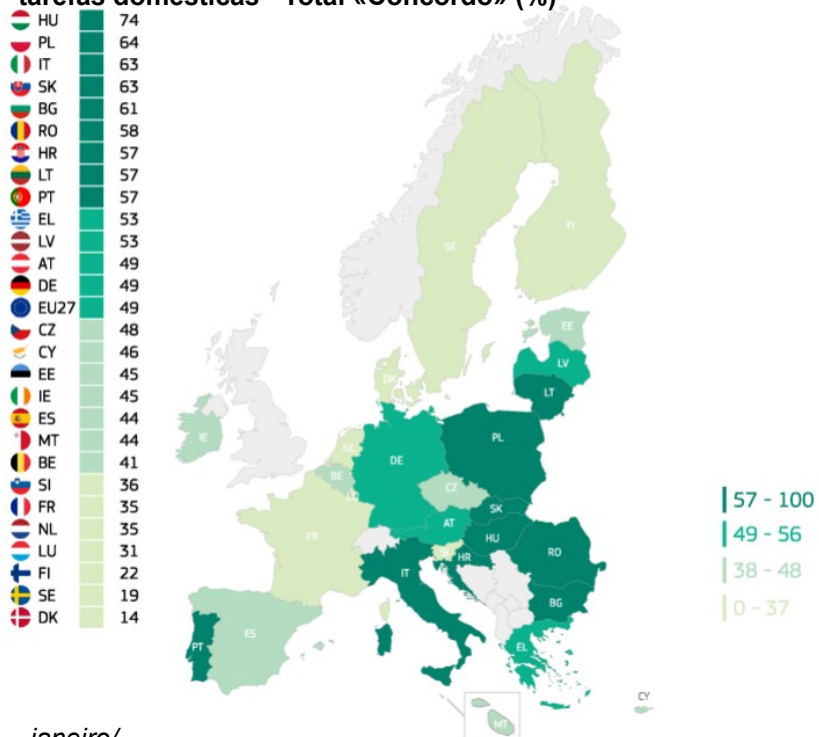 tarefas domésticas - Total «Concordo» (%)
HU 74
PL 64
IT 63
SK 63
BG 61
RO 58
HR 57
LT 57
PT 57
EL 53
LV 53
AT 49
DE 49
EU27 49
CZ 48
CY 46
EE 45
IE 45
ES 44
MT 44
BE 41
SI 36
FR 35
NL 35
LU 31
FI 22
SE 19
DK 14
SE
FI
EE
LV
LT
DK
IE
NL
PL
DE
BE
CZ
SK
AT
FR
HU
SI
HR
RO
IT
BG
ES
PT
EL
CY
MT
57 - 100
49 - 56
38 - 48
0 - 37
janeiro/